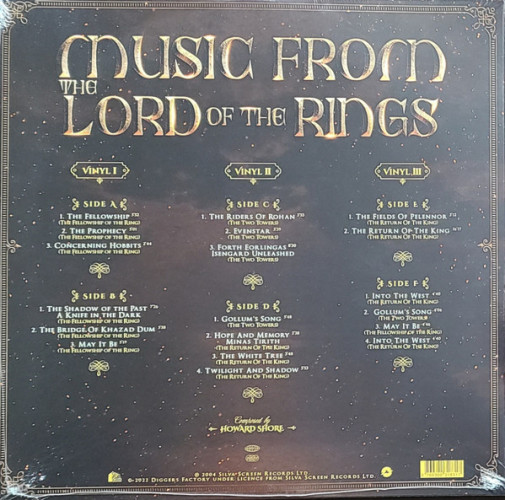 MUSIC FROM
THE
LORD OF THE RINGS
VINYL I
SIDE A
1. THE FELLOWSHIP
(THE FELLOWSHIP OF THE RING)
2. THE PROPHECY
(THE FELLOWSHIP OF THE RING)
3. CONCERNING HOBBITS
(THE FELLOWSHIP OF THE RING)
SIDE B
1. THE SHADOW OF THE PAST
A KNIFE IN THE DARK
(THE FELLOWSHIP OF THE RING)
2. THE BRIDGE OF KHAZAD DUM
(THE FELLOWSHIP OF THE RING)
3. MAY IT BE
(THE FELLOWSHIP OF THE RING)
VINYL II
SIDE C
1. THE RIDERS OF ROHAN
(THE TWO TOWERS)
2. EVENSTAR
(THE TWO TOWERS)
3. FORTH EORLINGAS
ISENGARD UNLEASHED
(THE TWO TOWERS)
SIDE D
1. GOLLUM'S SONG
(THE TWO TOWERS)
2. HOPE AND MEMORY
MINAS TIRITH
(THE RETURN OF THE KING)
3. THE WHITE TREE
(THE RETURN OF THE KING)
4. TWILIGHT AND SHADOW
(THE RETURN OF THE KING)
VINYL III
SIDE E
1. THE FIELDS OF PELENNOR
(THE RETURN OF THE KING)
2. THE RETURN OF THE KING
(THE RETURN OF THE KING)
SIDE F
1. INTO THE WEST
(THE RETURN OF THE KING)
2. GOLLUM'S SONG
(THE TWO TOWERS)
3. MAY IT BE
(THE FELLOWSHIP OF THE RING)
4. INTO THE WEST
(THE RETURN OF THE KING)
Composed by
HOWARD SHORE
℗ 2004 SILVA SCREEN RECORDS LTD.
DIGGERS FACTORY UNDER LICENCE FROM SILVA SCREEN RECORDS LTD.